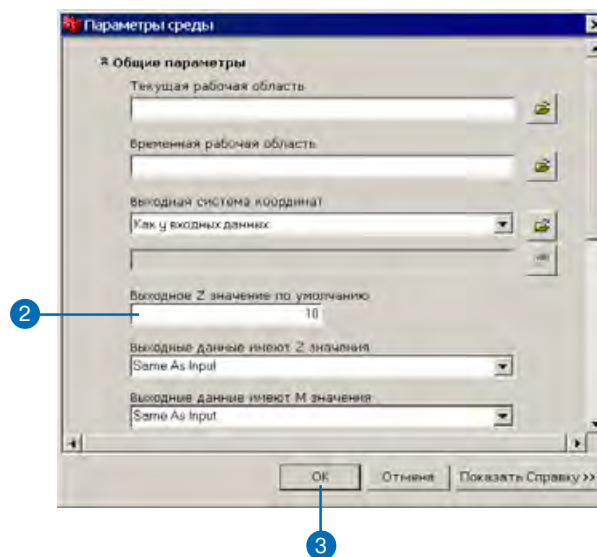 Параметры среды
Общие параметры
Текущая рабочая область
Временная рабочая область
Выходная система координат
Как у входных данных
Выходное Z значение по умолчанию
2
10
Выходные данные имеют Z значения
Same As Input
Выходные данные имеют M значения
Same As Input
OK Отмена Показать Справку >>
3